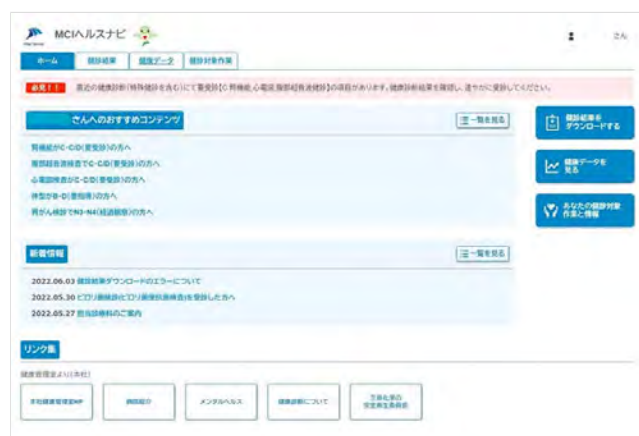 MCIヘルスナビ
さん
ホーム 健診結果 健康データ 健診対象作業
必見!! 直近の健康診断(特殊健診を含む)にて要受診【C:腎機能,心電図,腹部超音波健診】の項目があります。健康診断結果を確認し、速やかに受診してください。
さんへのおすすめコンテンツ 一覧を見る
腎機能がC-C/D(要受診)の方へ
腹部超音波検査でC-C/D(要受診)の方へ
心電図検査がC-C/D(要受診)の方へ
体型がB-D(要指導)の方へ
胃がん検診でN3-N4(経過観察)の方へ
健診結果を
ダウンロードする
健康データを
見る
あなたの健診対象
作業と情報
新着情報 一覧を見る
2022.06.03 健診結果ダウンロードのエラーについて
2022.05.30 ピロリ菌検診(ピロリ菌便抗原検査)を受診した方へ
2022.05.27 担当診療科のご案内
リンク集
健康管理室より(本社)
本社健康管理室HP 病院紹介 メンタルヘルス 健康診断について
安全衛生委員会